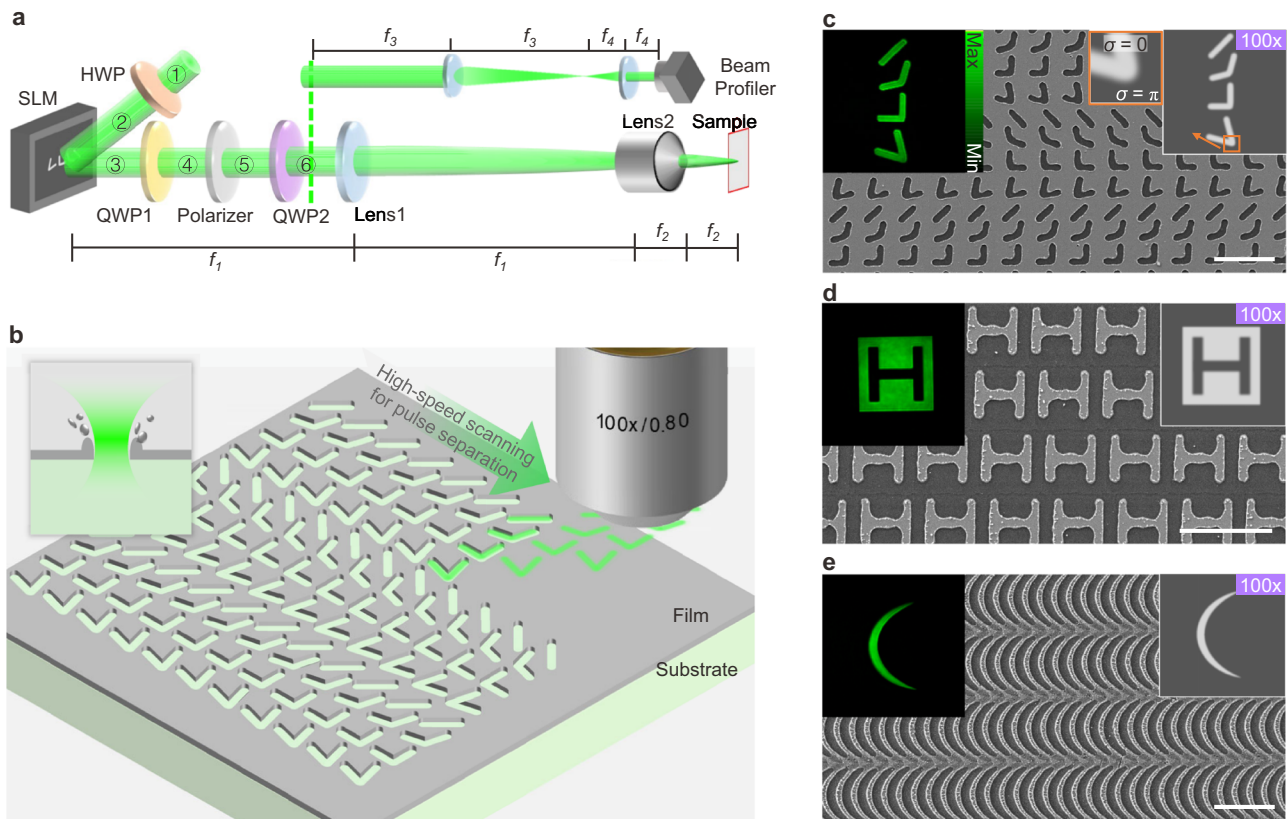 a
f3
f3
f4
f4
HWP
①
SLM
②
Beam
Profiler
Lens2
Sample
③
④
⑤
⑥
QWP1
Polarizer
QWP2
Lens1
f2
f2
f1
f1
b
High-speed scanning
for pulse separation
100x/0.80
Film
Substrate
c
Max
Min
σ = 0
σ = π
100x
d
100x
e
100x